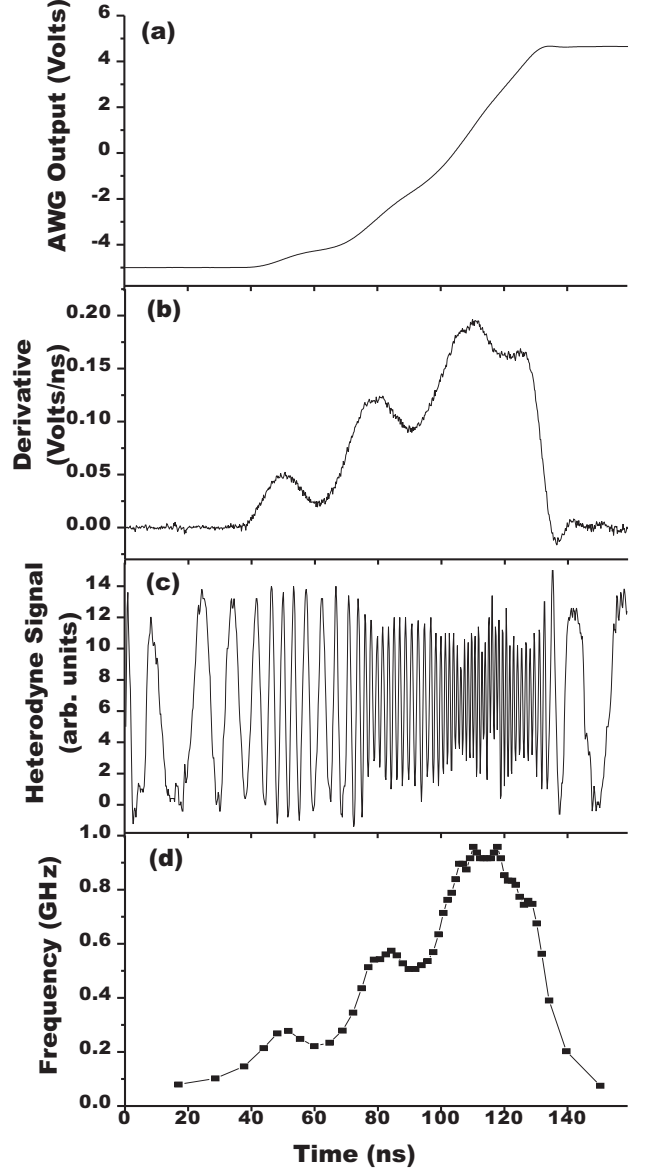 (a)
AWG Output (Volts)
6
4
2
0
-2
-4
(b)
Derivative
(Volts/ns)
0.20
0.15
0.10
0.05
0.00
(c)
Heterodyne Signal
(arb. units)
14
12
10
8
6
4
2
0
(d)
Frequency (GHz)
1.0
0.8
0.6
0.4
0.2
0.0
0 20 40 60 80 100 120 140
Time (ns)